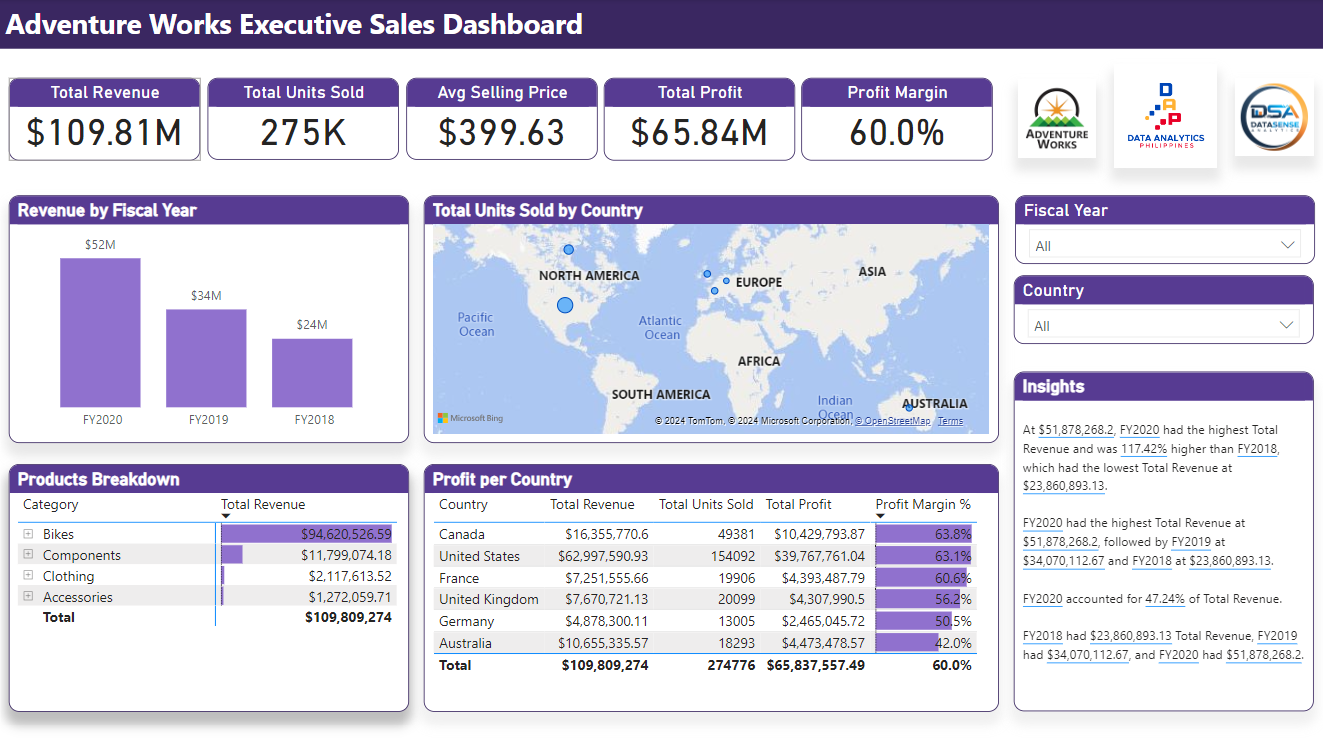 Adventure Works Executive Sales Dashboard
Total Revenue
$109.81M
Total Units Sold
275K
Avg Selling Price
$399.63
Total Profit
$65.84M
Profit Margin
60.0%
ADVENTURE
WORKS
D
A
P
DATA ANALYTICS
PHILIPPINES
DSA
DATASENSE
ANALYTICS
Revenue by Fiscal Year
$52M
$34M
$24M
FY2020 FY2019 FY2018
Total Units Sold by Country
NORTH AMERICA
EUROPE
ASIA
Pacific
Ocean
Atlantic
Ocean
AFRICA
SOUTH AMERICA
Indian
Ocean
AUSTRALIA
Microsoft Bing
© 2024 TomTom, © 2024 Microsoft Corporation, © OpenStreetMap Terms
Fiscal Year
All
Country
All
Products Breakdown
Category Total Revenue
Bikes $94,620,526.59
Components $11,799,074.18
Clothing $2,117,613.52
Accessories $1,272,059.71
Total $109,809,274
Profit per Country
Country Total Revenue Total Units Sold Total Profit Profit Margin %
Canada $16,355,770.6 49381 $10,429,793.87 63.8%
United States $62,997,590.93 154092 $39,767,761.04 63.1%
France $7,251,555.66 19906 $4,393,487.79 60.6%
United Kingdom $7,670,721.13 20099 $4,307,990.5 56.2%
Germany $4,878,300.11 13005 $2,465,045.72 50.5%
Australia $10,655,335.57 18293 $4,473,478.57 42.0%
Total $109,809,274 274776 $65,837,557.49 60.0%
Insights
At $51,878,268.2, FY2020 had the highest Total
Revenue and was 117.42% higher than FY2018,
which had the lowest Total Revenue at
$23,860,893.13.
FY2020 had the highest Total Revenue at
$51,878,268.2, followed by FY2019 at
$34,070,112.67 and FY2018 at $23,860,893.13.
FY2020 accounted for 47.24% of Total Revenue.
FY2018 had $23,860,893.13 Total Revenue, FY2019
had $34,070,112.67, and FY2020 had $51,878,268.2.